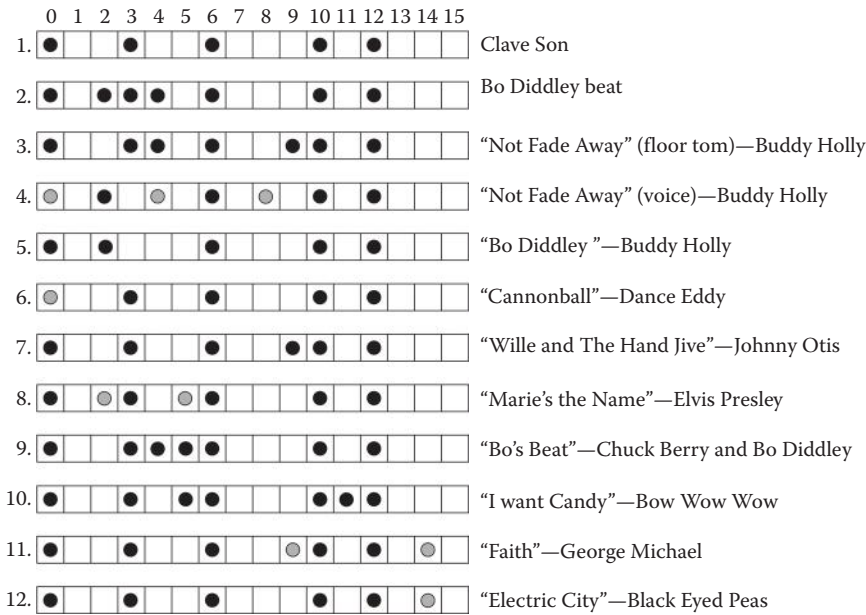 0 1 2 3 4 5 6 7 8 9 10 11 12 13 14 15
1. Clave Son
2. Bo Diddley beat
3. “Not Fade Away” (floor tom)—Buddy Holly
4. “Not Fade Away” (voice)—Buddy Holly
5. “Bo Diddley ”—Buddy Holly
6. “Cannonball”—Dance Eddy
7. “Wille and The Hand Jive”—Johnny Otis
8. “Marie’s the Name”—Elvis Presley
9. “Bo’s Beat”—Chuck Berry and Bo Diddley
10. “I want Candy”—Bow Wow Wow
11. “Faith”—George Michael
12. “Electric City”—Black Eyed Peas